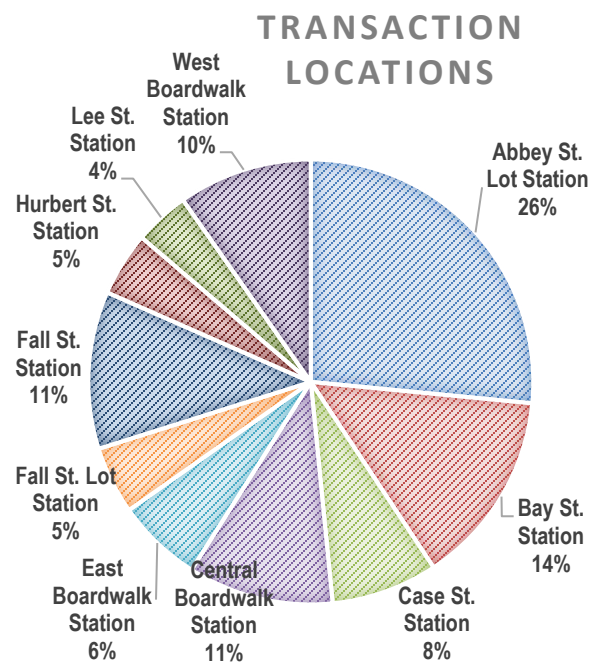 TRANSACTION
LOCATIONS
Abbey St.
Lot Station
26%
Bay St.
Station
14%
Case St.
Station
8%
Central
Boardwalk
Station
11%
East
Boardwalk
Station
6%
Fall St. Lot
Station
5%
Fall St.
Station
11%
Hurbert St.
Station
5%
Lee St.
Station
4%
West
Boardwalk
Station
10%